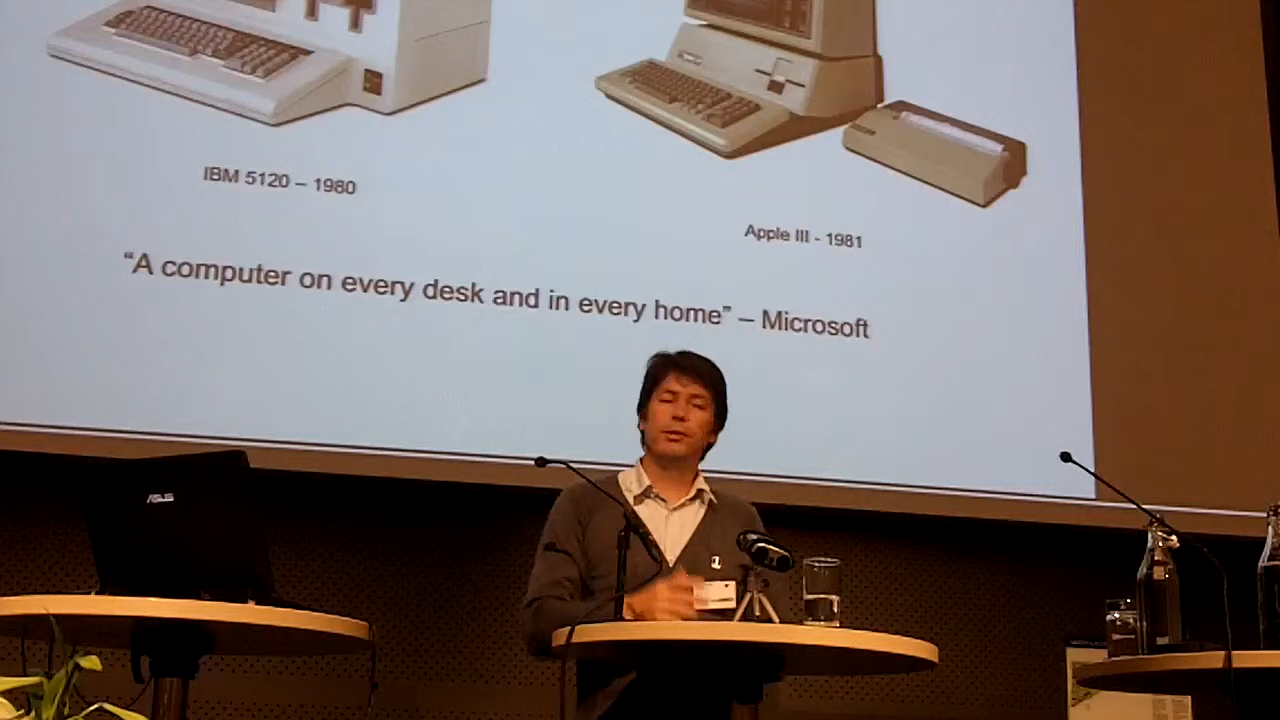 IBM 5120 – 1980
Apple III - 1981
“A computer on every desk and in every home” – Microsoft
ASUS